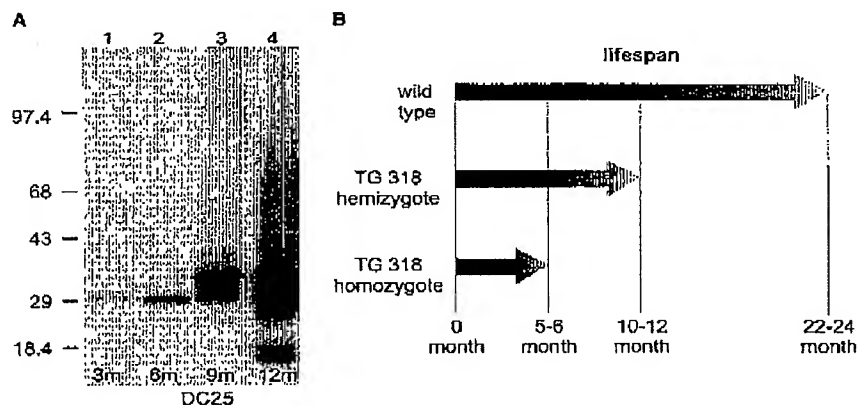 A
1 2 3 4
97.4
68
43
29
18.4
3m 6m 9m 12m
DC25
B
lifespan
wild
type
TG 318
hemizygote
TG 318
homozygote
0 5-6 10-12 22-24
month month month month